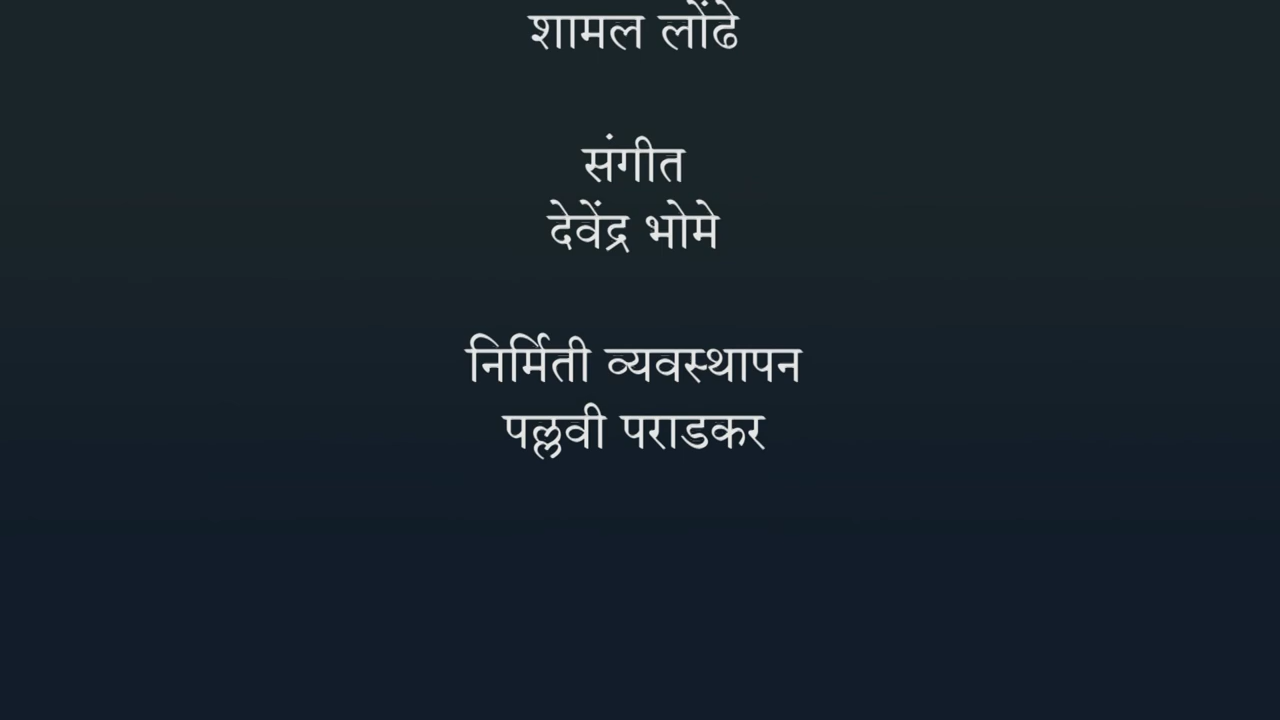 शामल लोंढे
संगीत
देवेंद्र भोमे
निर्मिती व्यवस्थापन
पल्लवी पराडकर